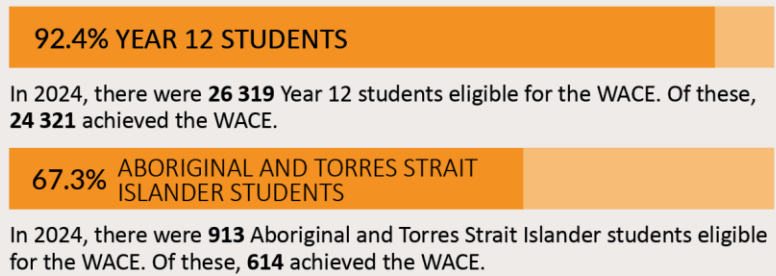 92.4% YEAR 12 STUDENTS
In 2024, there were 26 319 Year 12 students eligible for the WACE. Of these,
24 321 achieved the WACE.
67.3% ABORIGINAL AND TORRES STRAIT
ISLANDER STUDENTS
In 2024, there were 913 Aboriginal and Torres Strait Islander students eligible
for the WACE. Of these, 614 achieved the WACE.